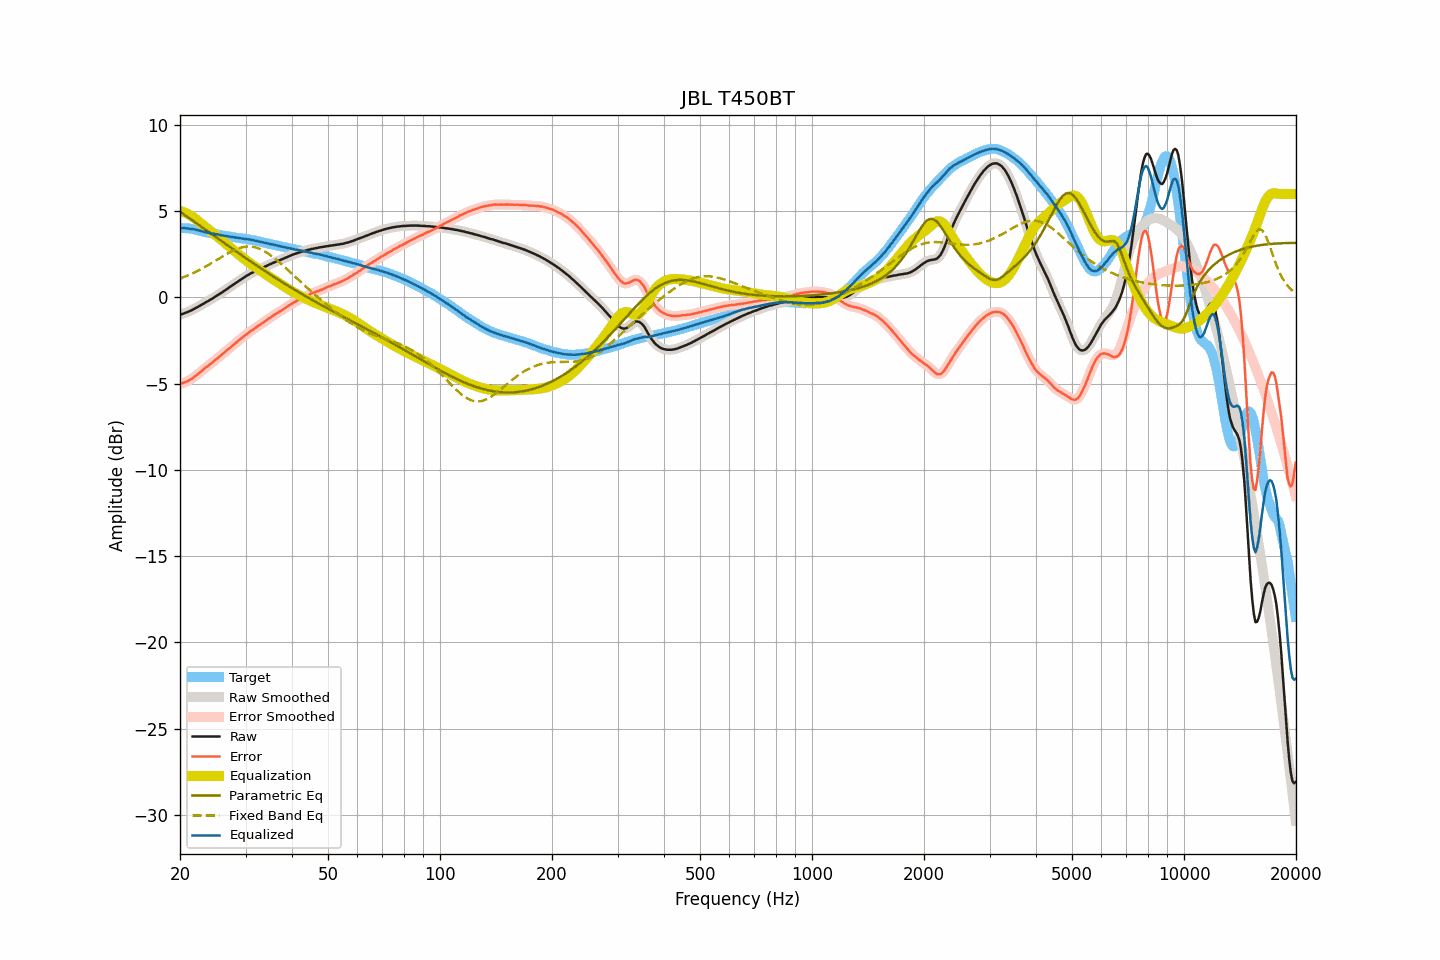 JBL T450BT
10
5
0
−5
−10
−15
−20
−25
−30
Amplitude (dBr)
Target
Raw Smoothed
Error Smoothed
Raw
Error
Equalization
Parametric Eq
Fixed Band Eq
Equalized
20 50 100 200 500 1000 2000 5000 10000 20000
Frequency (Hz)